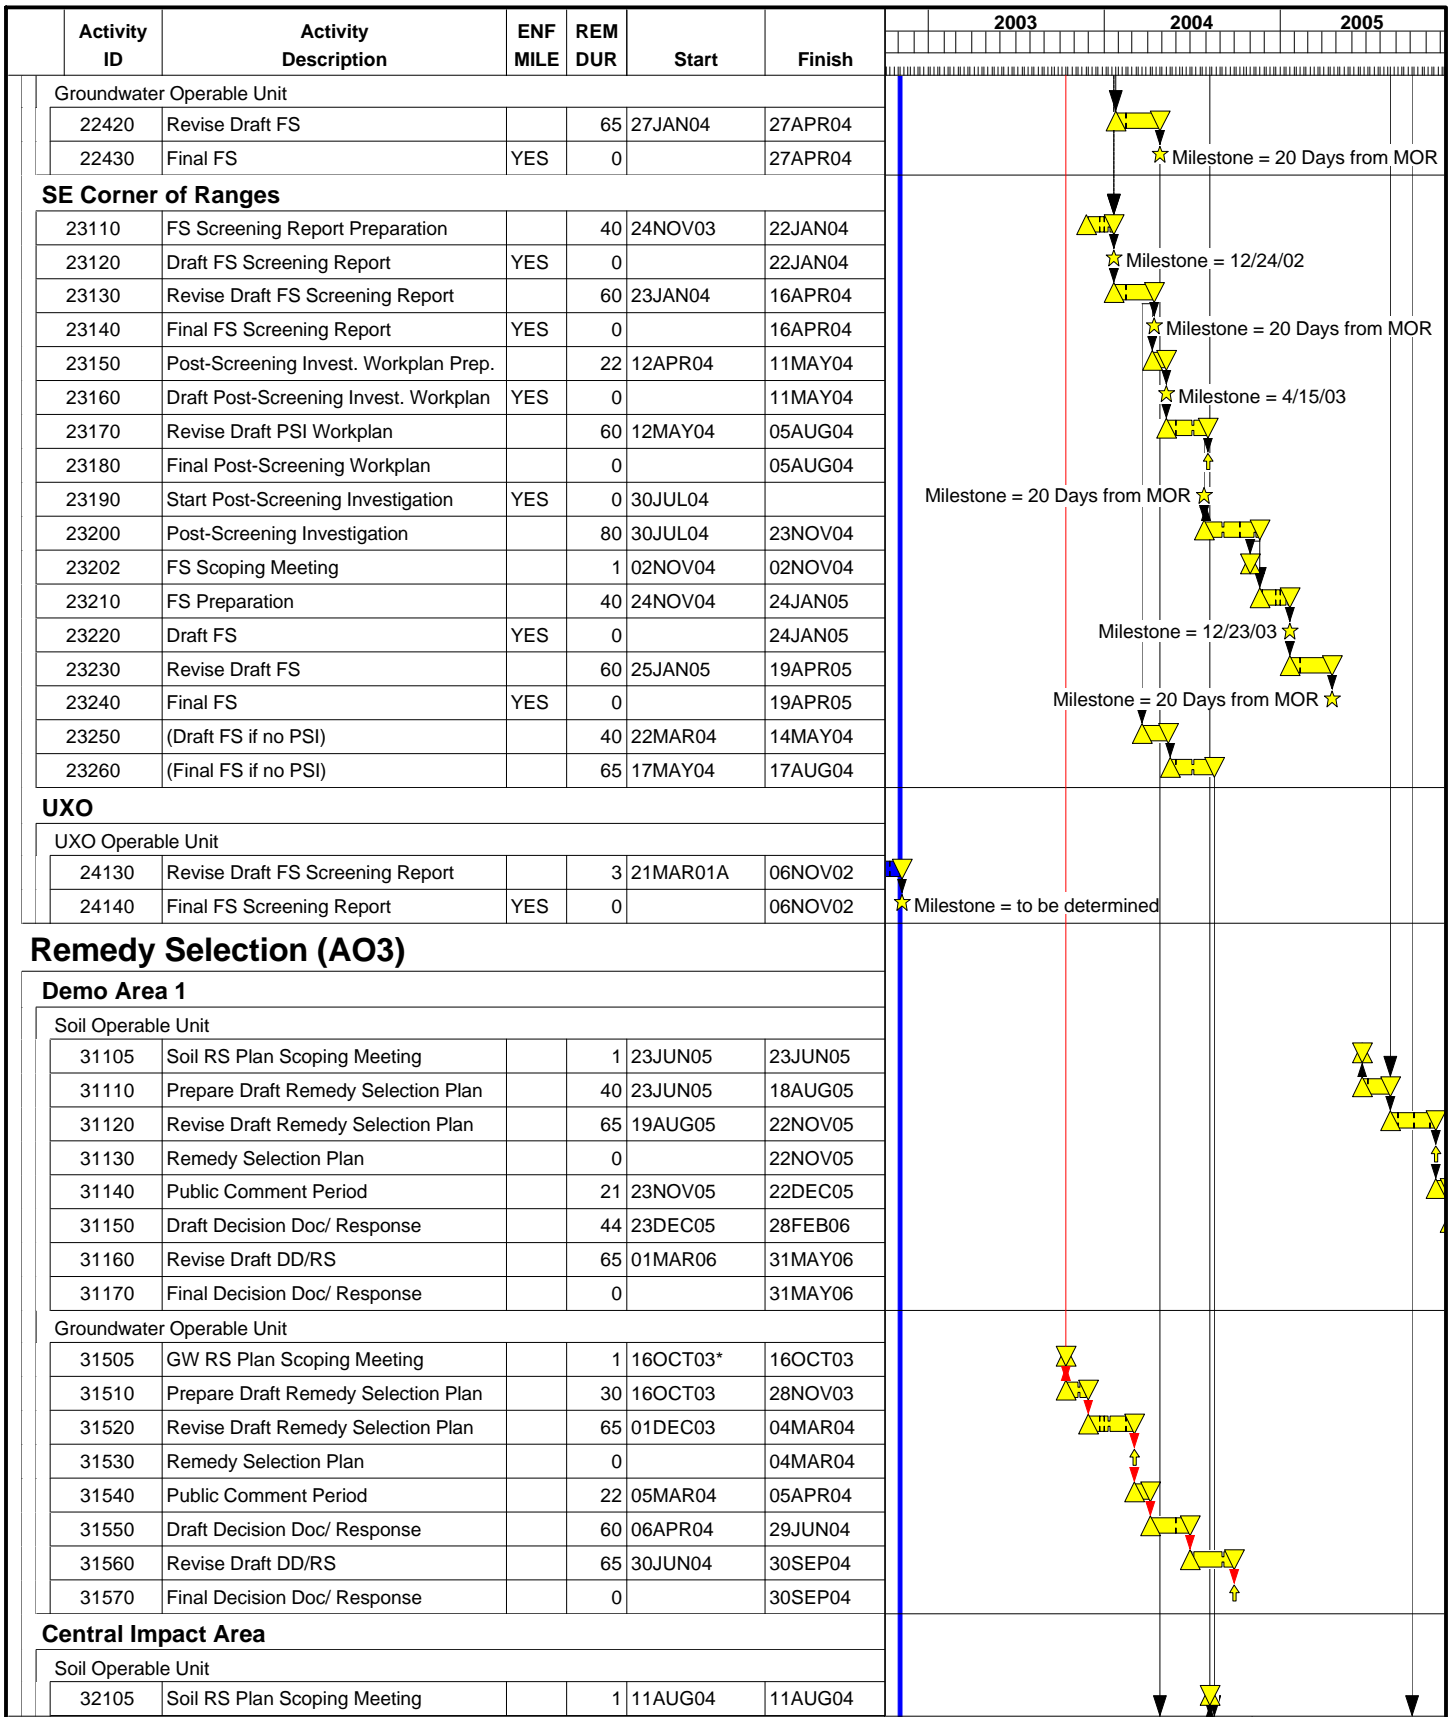 Activity ID Activity Description ENF MILE REM DUR Start Finish 2003 2004 2005
Groundwater Operable Unit
22420 Revise Draft FS 65 27JAN04 27APR04
22430 Final FS YES 0 27APR04 Milestone = 20 Days from MOR
SE Corner of Ranges
23110 FS Screening Report Preparation 40 24NOV03 22JAN04
23120 Draft FS Screening Report YES 0 22JAN04 Milestone = 12/24/02
23130 Revise Draft FS Screening Report 60 23JAN04 16APR04
23140 Final FS Screening Report YES 0 16APR04 Milestone = 20 Days from MOR
23150 Post-Screening Invest. Workplan Prep. 22 12APR04 11MAY04
23160 Draft Post-Screening Invest. Workplan YES 0 11MAY04 Milestone = 4/15/03
23170 Revise Draft PSI Workplan 60 12MAY04 05AUG04
23180 Final Post-Screening Workplan 0 05AUG04
23190 Start Post-Screening Investigation YES 0 30JUL04 Milestone = 20 Days from MOR
23200 Post-Screening Investigation 80 30JUL04 23NOV04
23202 FS Scoping Meeting 1 02NOV04 02NOV04
23210 FS Preparation 40 24NOV04 24JAN05
23220 Draft FS YES 0 24JAN05 Milestone = 12/23/03
23230 Revise Draft FS 60 25JAN05 19APR05
23240 Final FS YES 0 19APR05 Milestone = 20 Days from MOR
23250 (Draft FS if no PSI) 40 22MAR04 14MAY04
23260 (Final FS if no PSI) 65 17MAY04 17AUG04
UXO
UXO Operable Unit
24130 Revise Draft FS Screening Report 3 21MAR01A 06NOV02
24140 Final FS Screening Report YES 0 06NOV02 Milestone = to be determined
Remedy Selection (AO3)
Demo Area 1
Soil Operable Unit
31105 Soil RS Plan Scoping Meeting 1 23JUN05 23JUN05
31110 Prepare Draft Remedy Selection Plan 40 23JUN05 18AUG05
31120 Revise Draft Remedy Selection Plan 65 19AUG05 22NOV05
31130 Remedy Selection Plan 0 22NOV05
31140 Public Comment Period 21 23NOV05 22DEC05
31150 Draft Decision Doc/ Response 44 23DEC05 28FEB06
31160 Revise Draft DD/RS 65 01MAR06 31MAY06
31170 Final Decision Doc/ Response 0 31MAY06
Groundwater Operable Unit
31505 GW RS Plan Scoping Meeting 1 16OCT03* 16OCT03
31510 Prepare Draft Remedy Selection Plan 30 16OCT03 28NOV03
31520 Revise Draft Remedy Selection Plan 65 01DEC03 04MAR04
31530 Remedy Selection Plan 0 04MAR04
31540 Public Comment Period 22 05MAR04 05APR04
31550 Draft Decision Doc/ Response 60 06APR04 29JUN04
31560 Revise Draft DD/RS 65 30JUN04 30SEP04
31570 Final Decision Doc/ Response 0 30SEP04
Central Impact Area
Soil Operable Unit
32105 Soil RS Plan Scoping Meeting 1 11AUG04 11AUG04